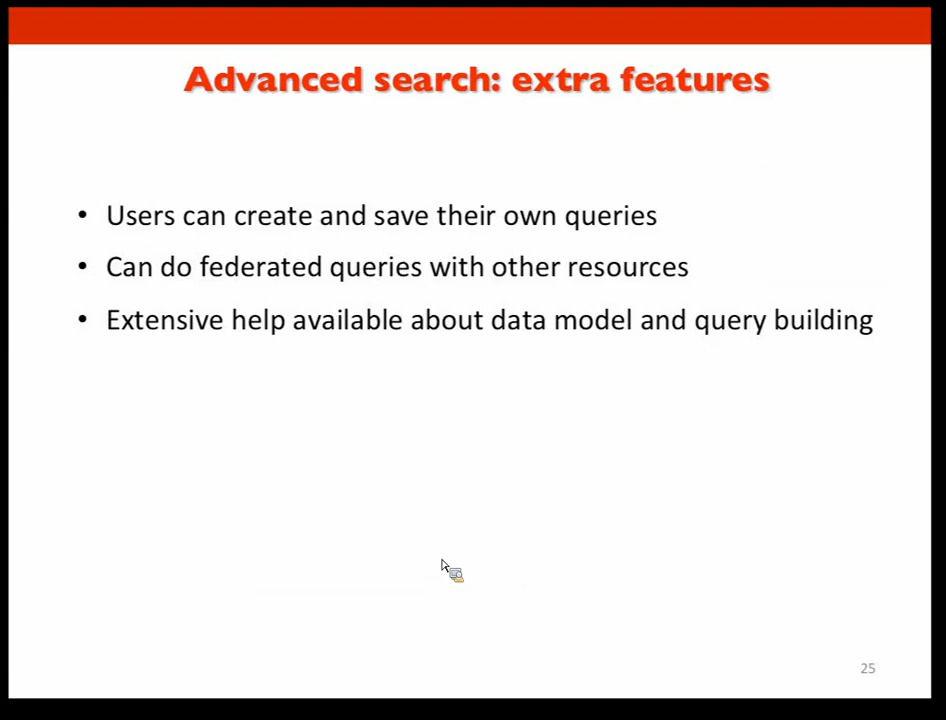 Advanced search: extra features
• Users can create and save their own queries
• Can do federated queries with other resources
• Extensive help available about data model and query building
25